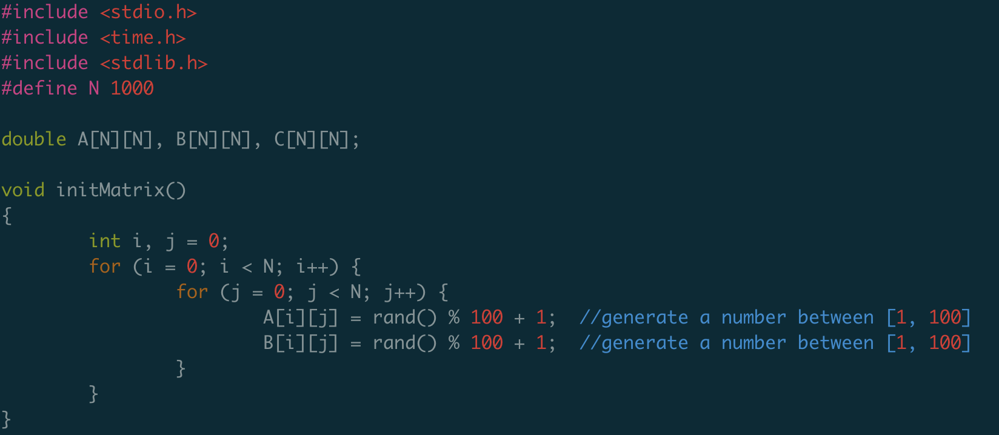 #include <stdio.h>
#include <time.h>
#include <stdlib.h>
#define N 1000

double A[N][N], B[N][N], C[N][N];

void initMatrix()
{
        int i, j = 0;
        for (i = 0; i < N; i++) {
                for (j = 0; j < N; j++) {
                        A[i][j] = rand() % 100 + 1;  //generate a number between [1, 100]
                        B[i][j] = rand() % 100 + 1;  //generate a number between [1, 100]
                }
        }
}